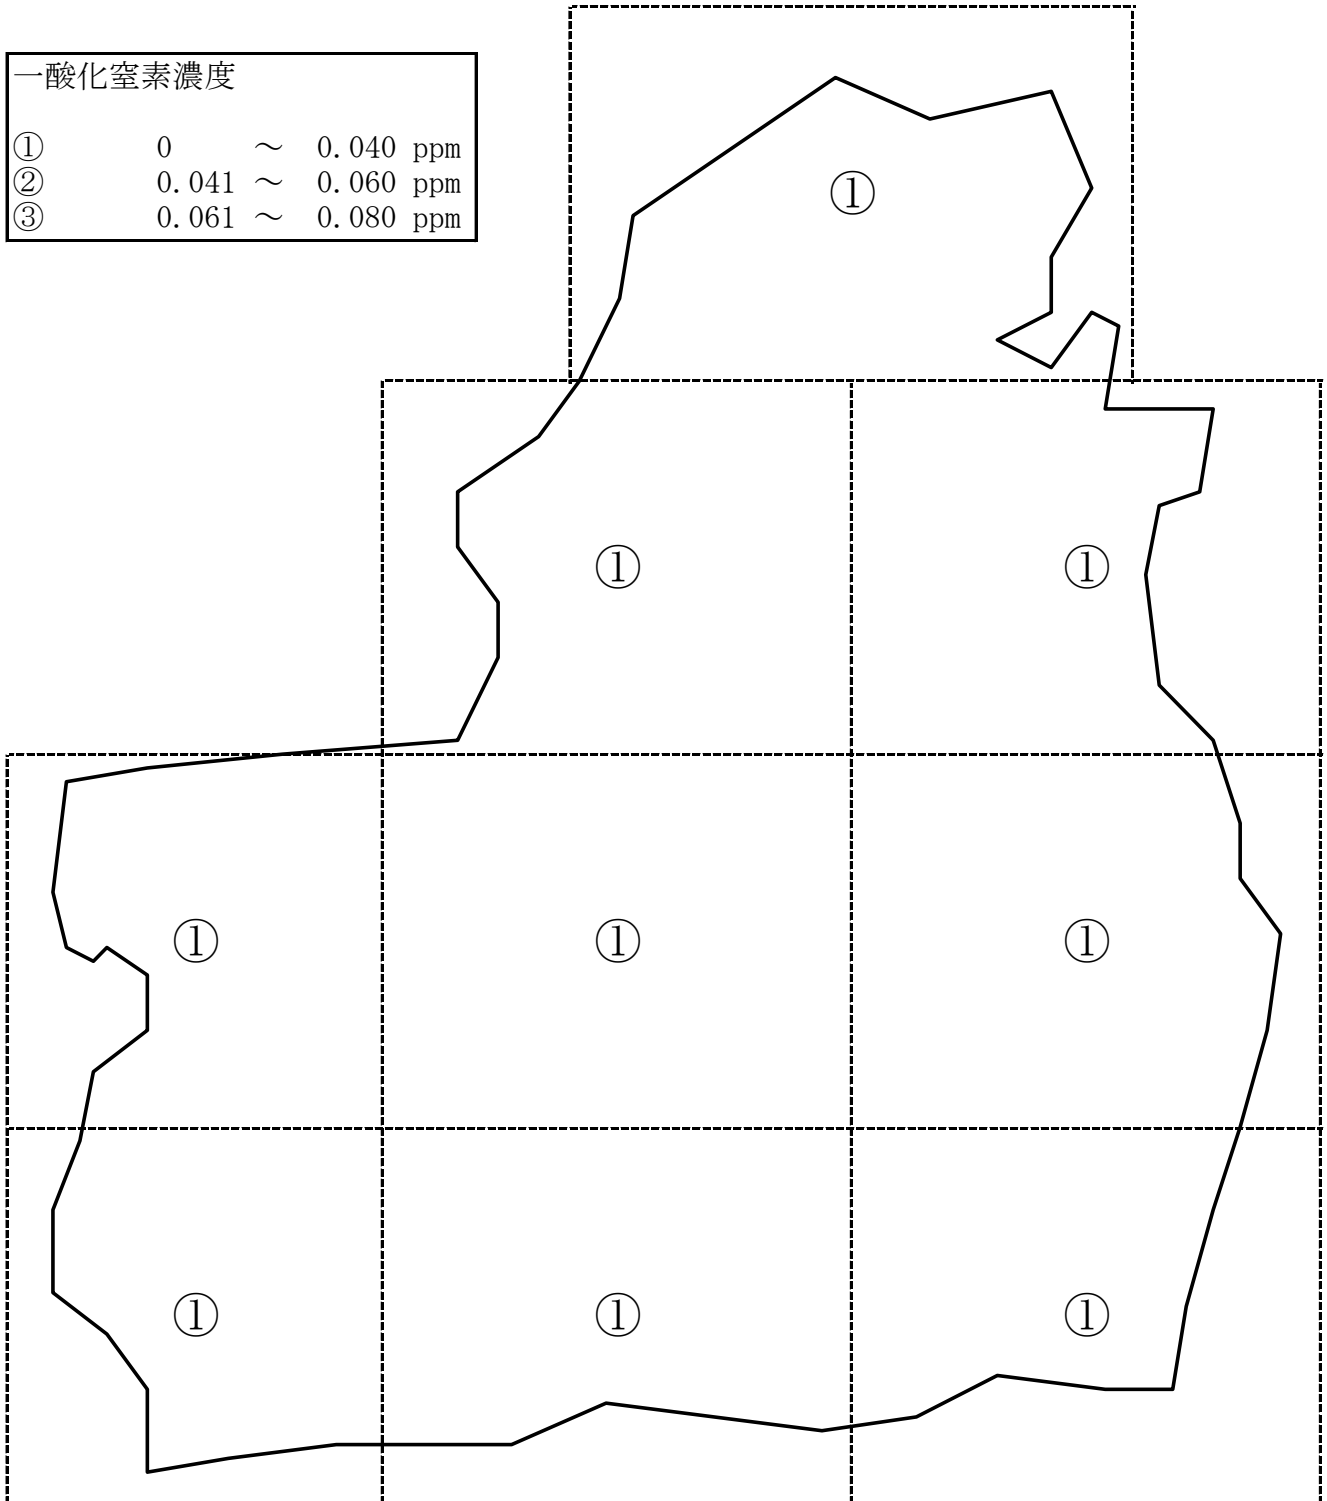 一酸化窒素濃度
① 0 ～ 0.040 ppm
② 0.041 ～ 0.060 ppm
③ 0.061 ～ 0.080 ppm
①
① ①
① ① ①
① ① ①